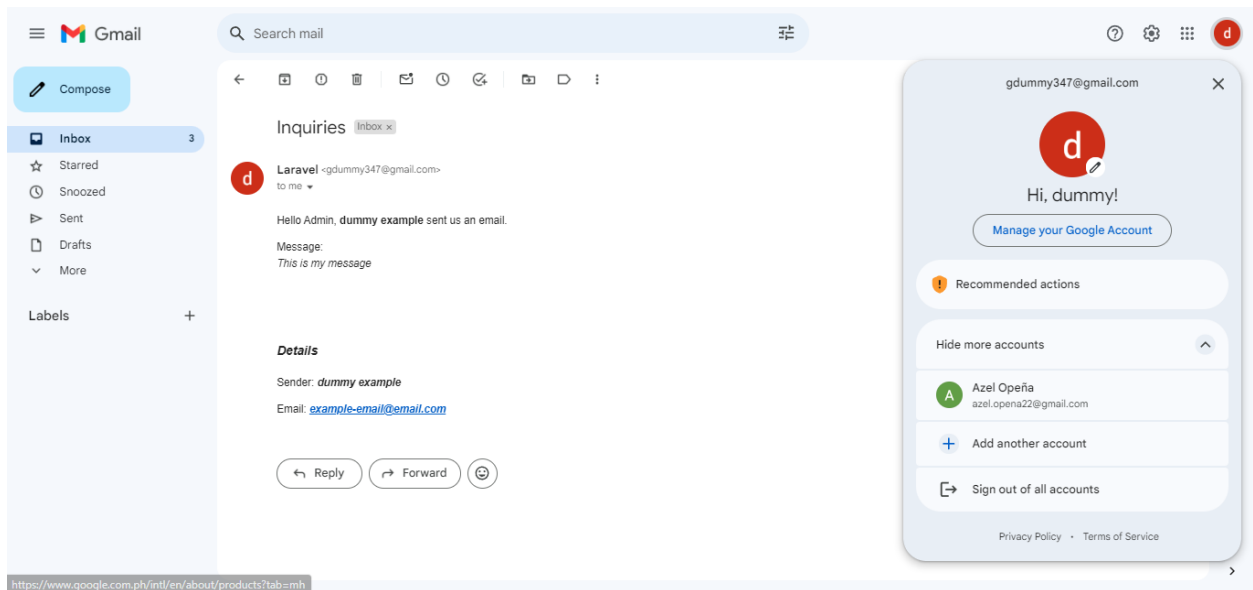 Gmail
Search mail
d
Compose
Inbox 3
Starred
Snoozed
Sent
Drafts
More
Labels
Inquiries Inbox ×
d
Laravel <gdummy347@gmail.com>
to me
Hello Admin, dummy example sent us an email.
Message:
This is my message
Details
Sender: dummy example
Email: example-email@email.com
Reply
Forward
gdummy347@gmail.com
d
Hi, dummy!
Manage your Google Account
Recommended actions
Hide more accounts
A
Azel Opeña
azel.opena22@gmail.com
Add another account
Sign out of all accounts
Privacy Policy • Terms of Service
https://www.google.com.ph/intl/en/about/products?tab=mh